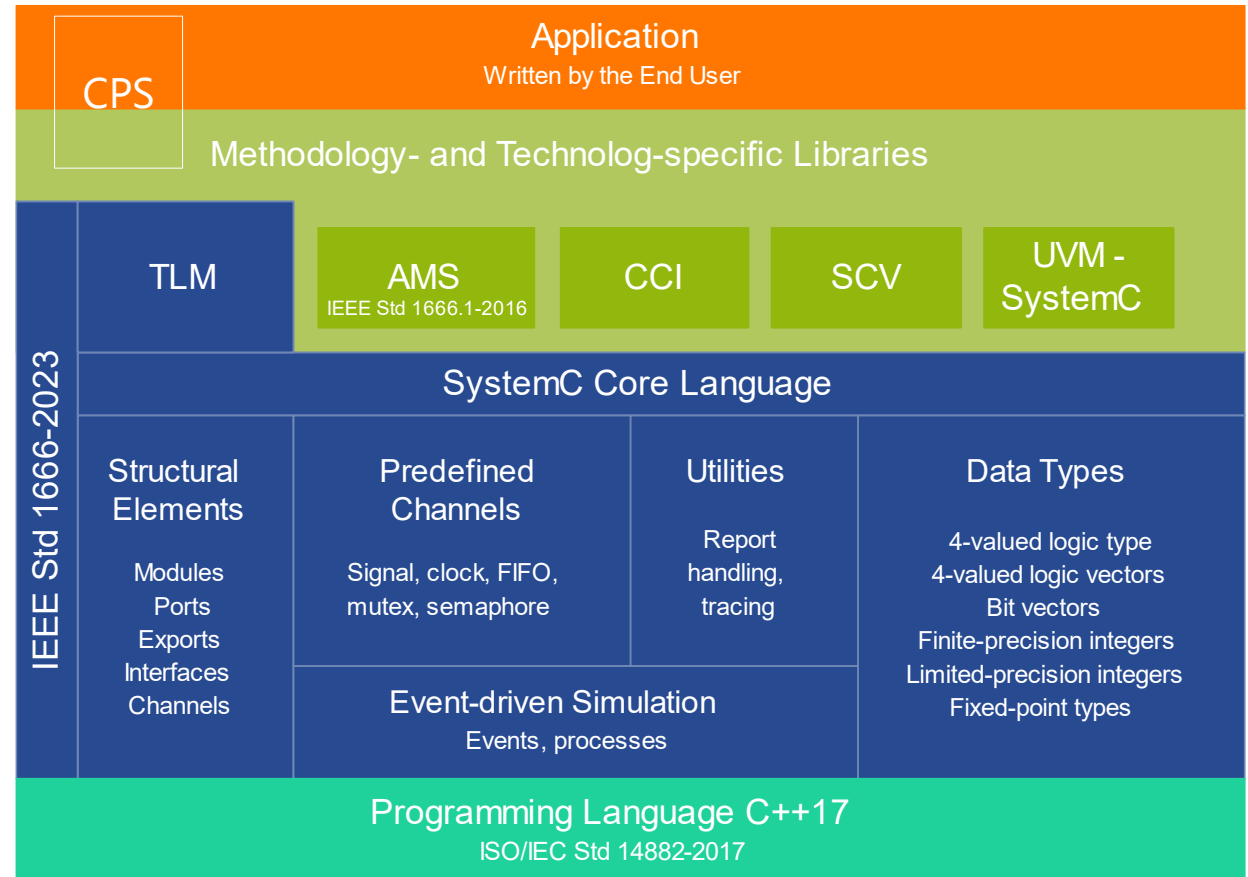 Application
Written by the End User
CPS
Methodology- and Technolog-specific Libraries
IEEE Std 1666-2023
TLM
AMS
IEEE Std 1666.1-2016
CCI
SCV
UVM -
SystemC
SystemC Core Language
Structural
Elements
Modules
Ports
Exports
Interfaces
Channels
Predefined
Channels
Signal, clock, FIFO,
mutex, semaphore
Utilities
Report
handling,
tracing
Data Types
4-valued logic type
4-valued logic vectors
Bit vectors
Finite-precision integers
Limited-precision integers
Fixed-point types
Event-driven Simulation
Events, processes
Programming Language C++17
ISO/IEC Std 14882-2017